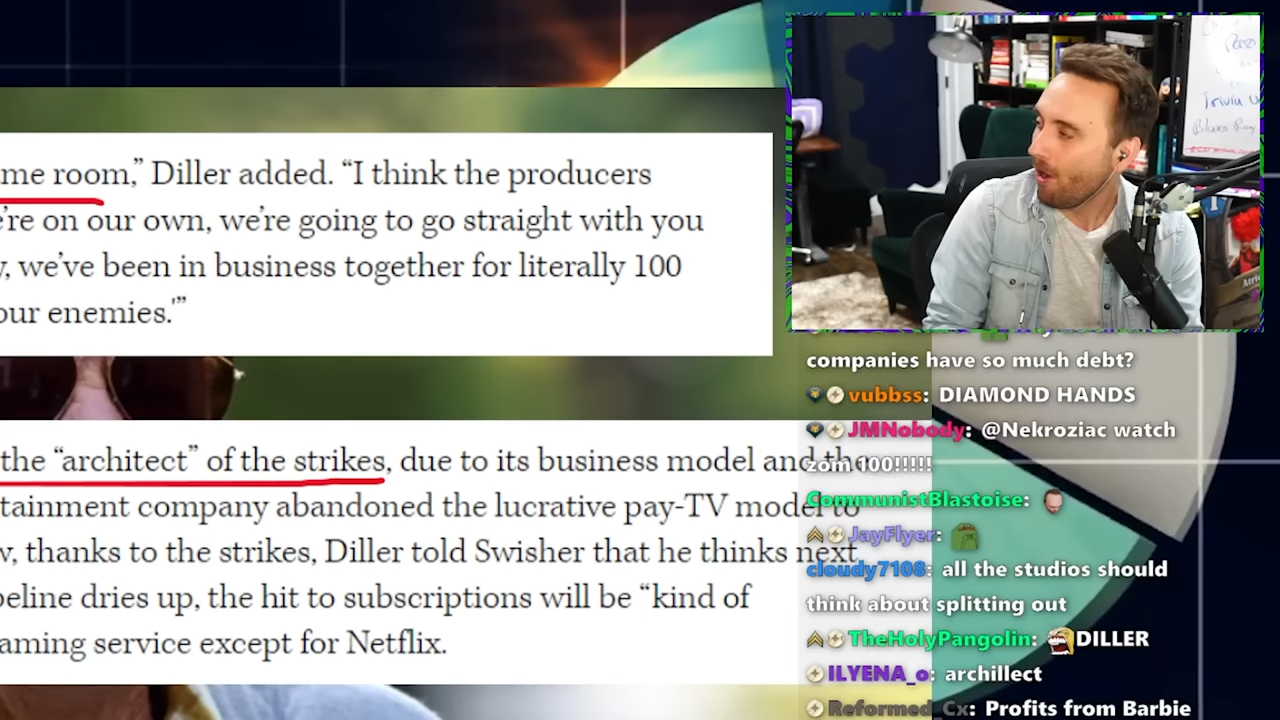 me room,” Diller added. “I think the producers
e’re on our own, we’re going to go straight with you
y, we’ve been in business together for literally 100
our enemies.'”
the “architect” of the strikes, due to its business model and the
tainment company abandoned the lucrative pay-TV model to
w, thanks to the strikes, Diller told Swisher that he thinks next
peline dries up, the hit to subscriptions will be “kind of
aming service except for Netflix.
Trivia
companies have so much debt?
vubbss: DIAMOND HANDS
JMNobody: @Nekroziac watch
zom 100!!!!!
CommunistBlastoise:
JayFlyer:
cloudy7108: all the studios should
think about splitting out
TheHolyPangolin: DILLER
ILYENA_o: archillect
Reformed_Cx: Profits from Barbie